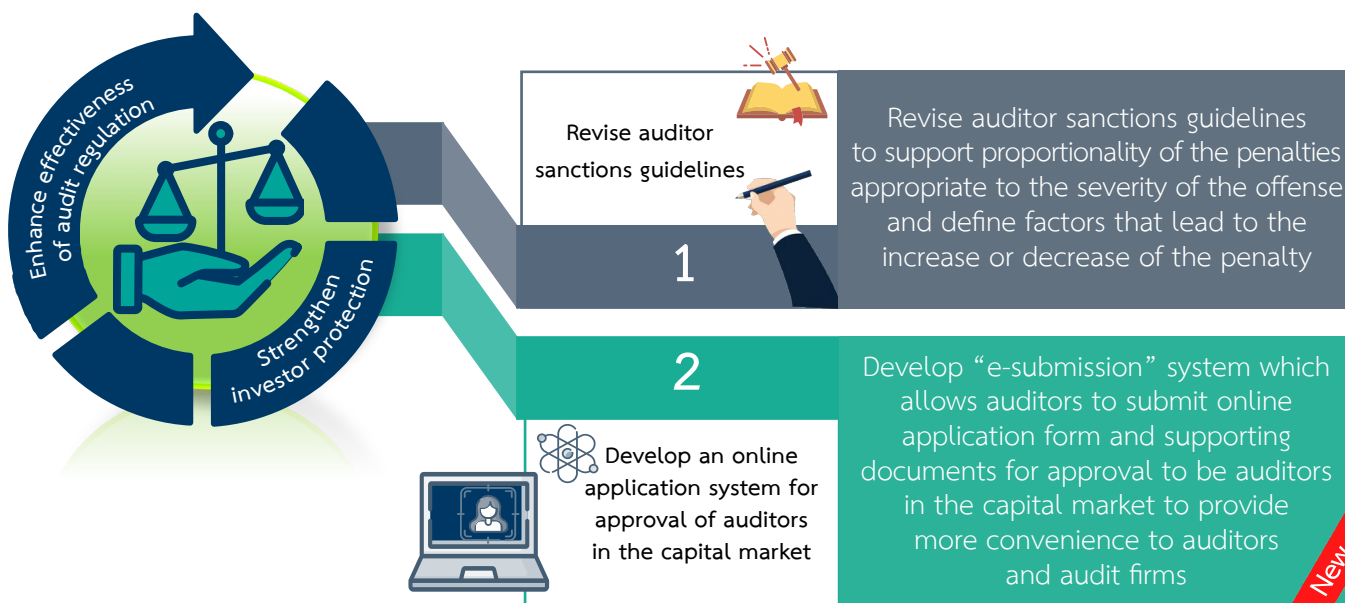 Enhance effectiveness
of audit regulation
Strengthen
investor protection
Revise auditor
sanctions guidelines
1
Revise auditor sanctions guidelines
to support proportionality of the penalties
appropriate to the severity of the offense
and define factors that lead to the
increase or decrease of the penalty
2
Develop an online
application system for
approval of auditors
in the capital market
Develop “e-submission” system which
allows auditors to submit online
application form and supporting
documents for approval to be auditors
in the capital market to provide
more convenience to auditors
and audit firms
New